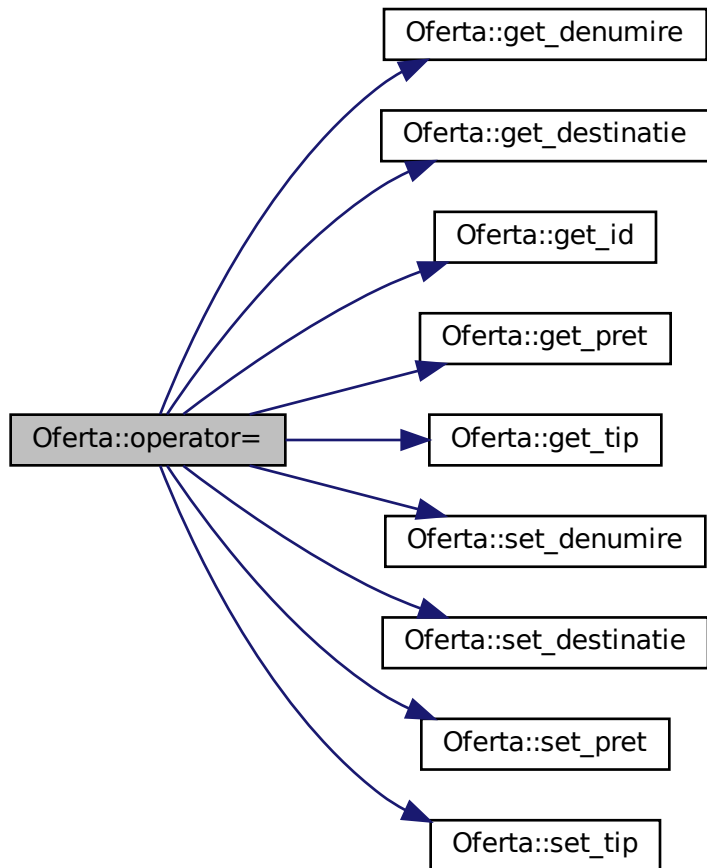 Oferta::get_denumire
Oferta::get_destinatie
Oferta::get_id
Oferta::get_pret
Oferta::operator=
Oferta::get_tip
Oferta::set_denumire
Oferta::set_destinatie
Oferta::set_pret
Oferta::set_tip